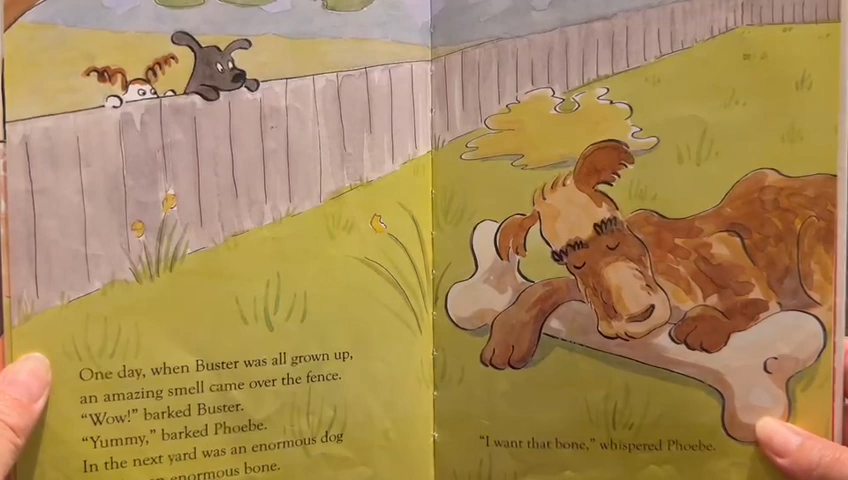 One day, when Buster was all grown up,
an amazing smell came over the fence.
"Wow!" barked Buster.
"Yummy," barked Phoebe.
In the next yard was an enormous dog
enormous bone.
"I want that bone," whispered Phoebe.